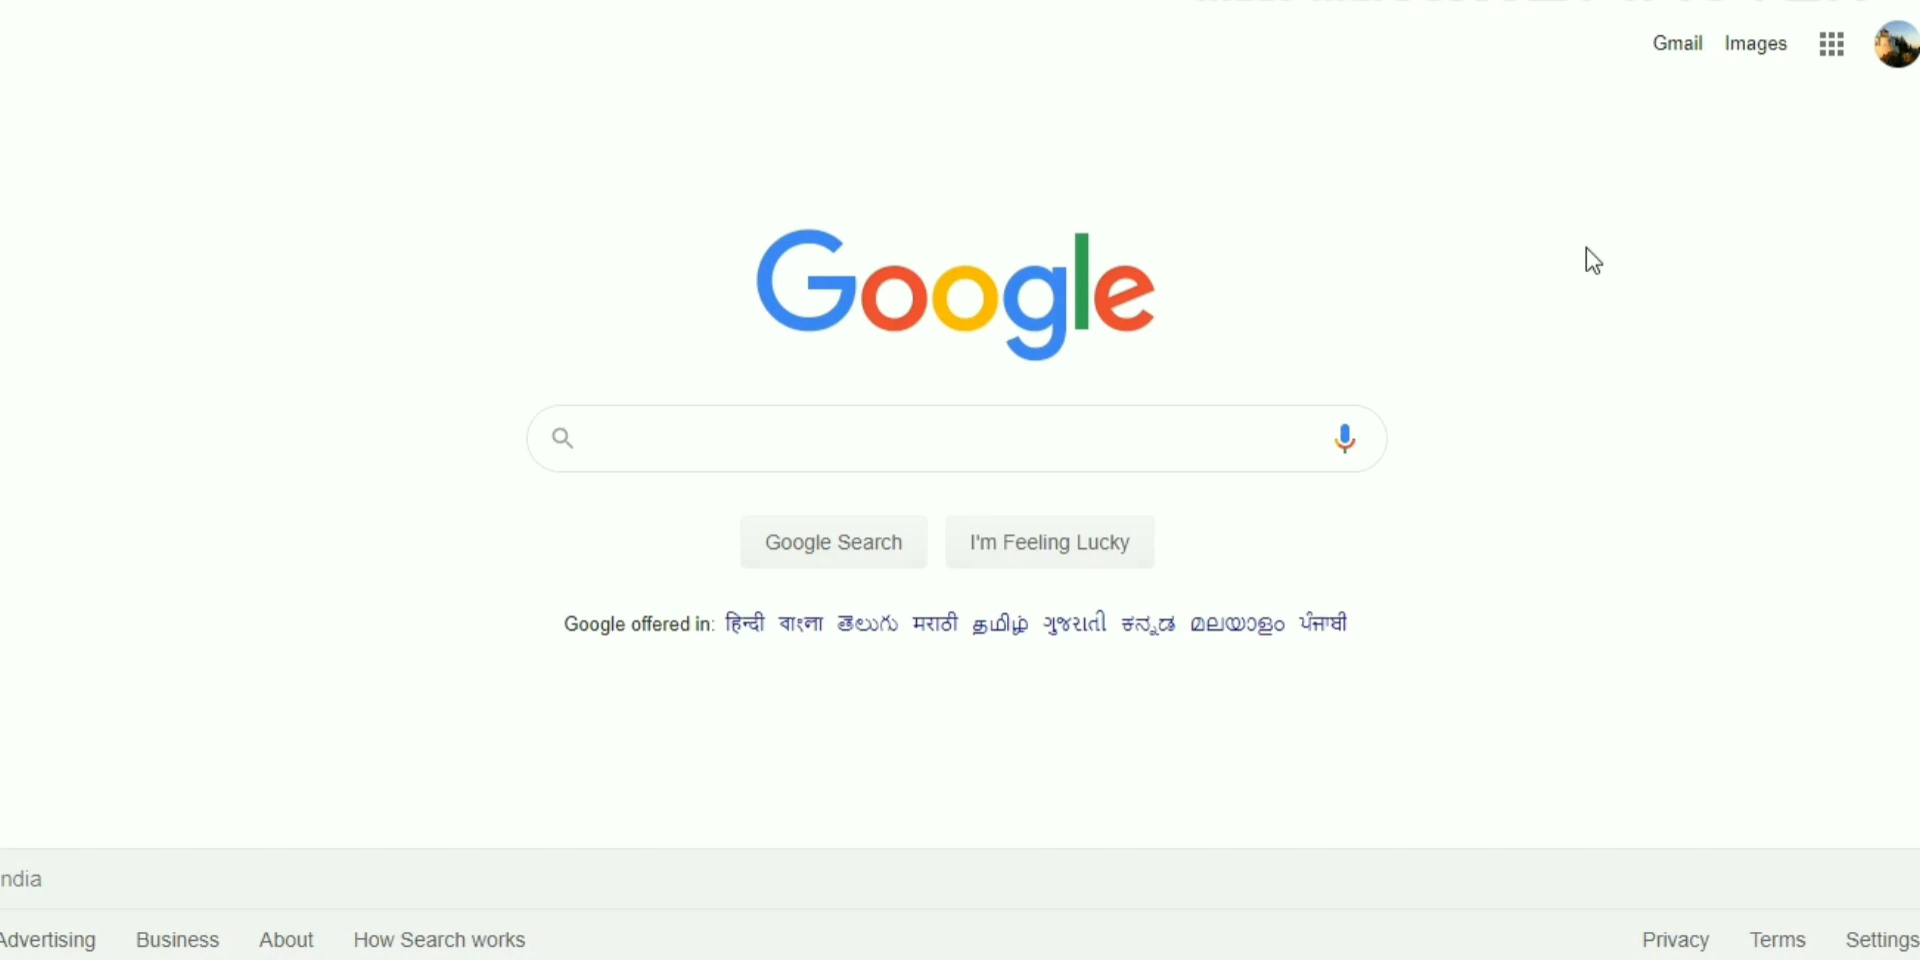 Gmail Images
Google
Google Search I'm Feeling Lucky
Google offered in: हिन्दी বাংলা తెలుగు मराठी தமிழ் ગુજરાતી ಕನ್ನಡ മലയാളം ਪੰਜਾਬੀ
ndia
Advertising Business About How Search works Privacy Terms Settings